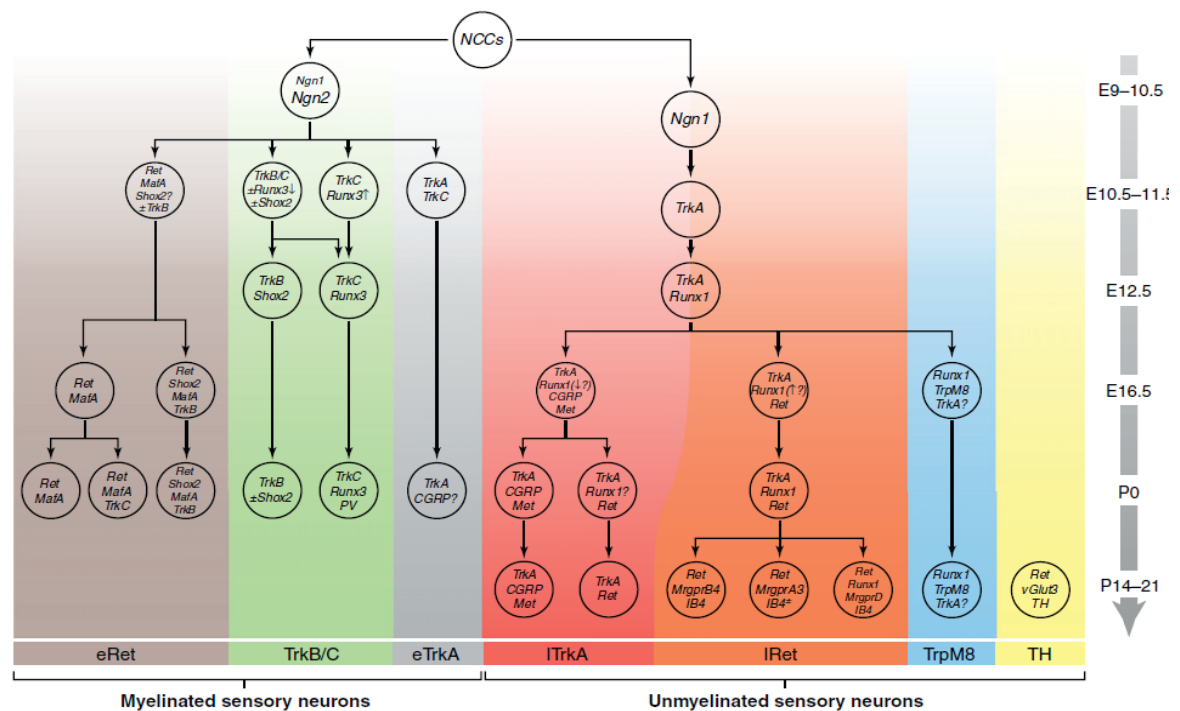 NCCs
Ngn1
Ngn2
E9–10.5
Ngn1
Ret
MafA
Shox2?
±TrkB
TrkB/C
±Runx3↓
±Shox2
TrkC
Runx3↑
TrkA
TrkC
TrkA
E10.5–11.5
TrkB
Shox2
TrkC
Runx3
TrkA
Runx1
E12.5
Ret
MafA
Ret
Shox2
MafA
TrkB
TrkA
Runx1(↓?)
CGRP
Met
TrkA
Runx1(↑?)
Ret
Runx1
TrpM8
TrkA?
E16.5
Ret
MafA
Ret
MafA
TrkC
Ret
Shox2
MafA
TrkB
TrkB
±Shox2
TrkC
Runx3
PV
TrkA
CGRP?
TrkA
CGRP
Met
TrkA
Runx1?
Ret
TrkA
Runx1
Ret
P0
TrkA
CGRP
Met
TrkA
Ret
Ret
MrgprB4
IB4
Ret
MrgprA3
IB4±
Ret
Runx1
MrgprD
IB4
Runx1
TrpM8
TrkA?
Ret
vGlut3
TH
P14–21
eRet
TrkB/C
eTrkA
lTrkA
lRet
TrpM8
TH
Myelinated sensory neurons
Unmyelinated sensory neurons